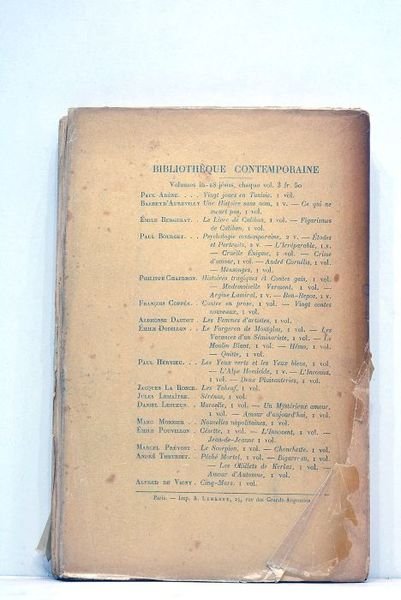 BIBLIOTHÈQUE CONTEMPORAINE
Volumes in-18 jésus, chaque vol. 3 fr. 50
PAUL ARÈNE. . . . Vingt jours en Tunisie, 1 vol.
BARBEY D'AUREVILLY Une Histoire sans nom, 1 v. — Ce qui ne
meurt pas, 1 vol.
ÉMILE BERGERAT. . Le Livre de Caliban, 1 vol. — Figarismes
de Caliban, 1 vol.
PAUL BOURGET. . . Psychologie contemporaine, 2 v. — Études
et Portraits, 2 v. — L'Irréparable, 1 v.
— Cruelle Énigme, 1 vol. — Crime
d'amour, 1 vol. — André Cornélis, 1 vol.
— Mensonges, 1 vol.
PHILIPPE CHAPERON. Histoires tragiques et Contes gais, 1 vol.
— Mademoiselle Vermont, 1 vol. —
Argine Lamiral, 1 v. — Bon-Repos, 1 v.
FRANÇOIS COPPÉE. . Contes en prose, 1 vol. — Vingt contes
nouveaux, 1 vol.
ALPHONSE DAUDET . Les Femmes d'artistes, 1 vol.
ÉMILE DODILLON . . Le Forgeron de Montglas, 1 vol. — Les
Vacances d'un Séminariste, 1 vol. — Le
Moulin Blant, 1 vol. — Hémo, 1 vol.
— 1 vol.
PAUL HERVIEU. . . Les Yeux verts et les Yeux bleus, 1 vol.
— L'Alpe Homicide, 1 v. — L'Inconnu,
1 vol. — Deux Plaisanteries, 1 vol.
JACQUES LA 1 vol.
JULES LEMAÎTRE. . Sérénus, 1 vol.
DANIEL LESUEUR. . Marcelle, 1 vol. — Un Mystérieux amour,
1 vol. — Amour d'aujourd'hui, 1 vol.
MARC MONNIER. . Nouvelles napolitaines, 1 vol.
ÉMILE POUVILLON . Césette, 1 vol. — L'Innocent, 1 vol. —
Jean-de-Jeanne 1 vol.
MARCEL PRÉVOST . Le Scorpion, 1 vol. — Chonchette, 1 vol.
ANDRÉ THEURIET. . Péché Mortel, 1 vol. — Bigarreau, 1 vol.
— Les Œillets de Kerlaz, 1 vol. —
Amour d'Automne, 1 vol.
ALFRED DE VIGNY . Cinq-Mars, 1 vol.
Paris. — Imp. A. LEMERRE, 25, rue des Grands-Augustins